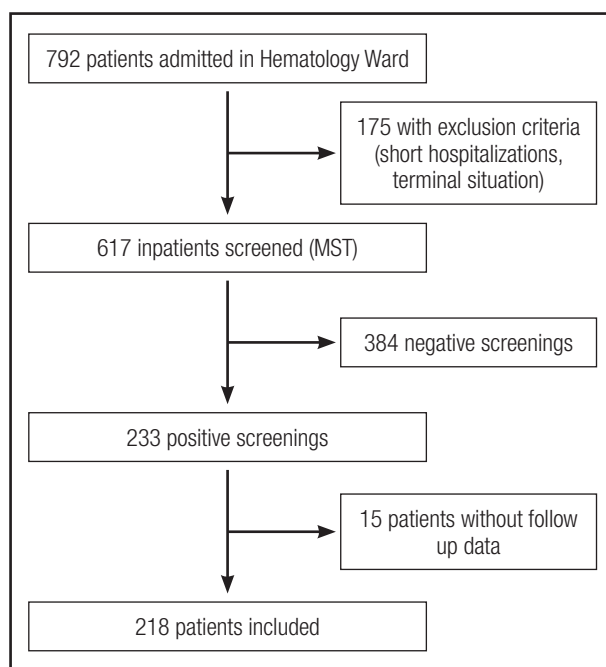 792 patients admitted in Hematology Ward
175 with exclusion criteria
(short hospitalizations,
terminal situation)
617 inpatients screened (MST)
384 negative screenings
233 positive screenings
15 patients without follow
up data
218 patients included